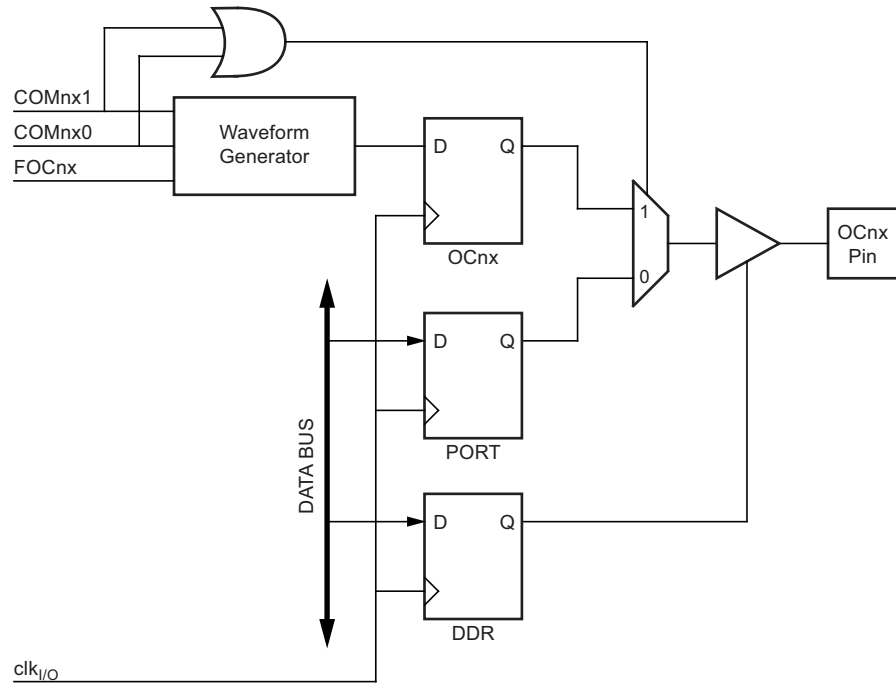 COMnx1
COMnx0
FOCnx
Waveform
Generator
D
Q
OCnx
1
0
OCnx
Pin
D
Q
PORT
DATA BUS
D
Q
DDR
clkI/O